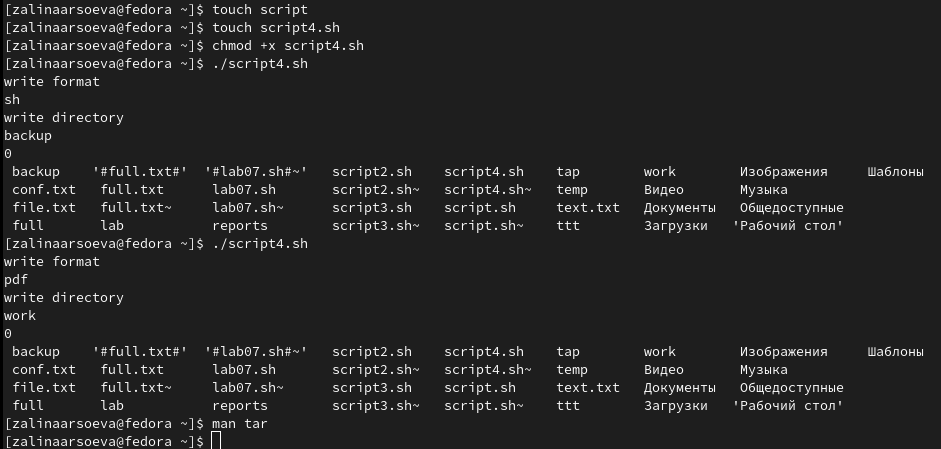 [zalinaarsoeva@fedora ~]$ touch script
[zalinaarsoeva@fedora ~]$ touch script4.sh
[zalinaarsoeva@fedora ~]$ chmod +x script4.sh
[zalinaarsoeva@fedora ~]$ ./script4.sh
write format
sh
write directory
backup
0
 backup    '#full.txt#'  '#lab07.sh#~'   script2.sh    script4.sh    tap        work        Изображения     Шаблоны
 conf.txt   full.txt      lab07.sh       script2.sh~   script4.sh~   temp       Видео       Музыка
 file.txt   full.txt~     lab07.sh~      script3.sh    script.sh     text.txt   Документы   Общедоступные
 full       lab           reports        script3.sh~   script.sh~    ttt        Загрузки   'Рабочий стол'
[zalinaarsoeva@fedora ~]$ ./script4.sh
write format
pdf
write directory
work
0
 backup    '#full.txt#'  '#lab07.sh#~'   script2.sh    script4.sh    tap        work        Изображения     Шаблоны
 conf.txt   full.txt      lab07.sh       script2.sh~   script4.sh~   temp       Видео       Музыка
 file.txt   full.txt~     lab07.sh~      script3.sh    script.sh     text.txt   Документы   Общедоступные
 full       lab           reports        script3.sh~   script.sh~    ttt        Загрузки   'Рабочий стол'
[zalinaarsoeva@fedora ~]$ man tar
[zalinaarsoeva@fedora ~]$